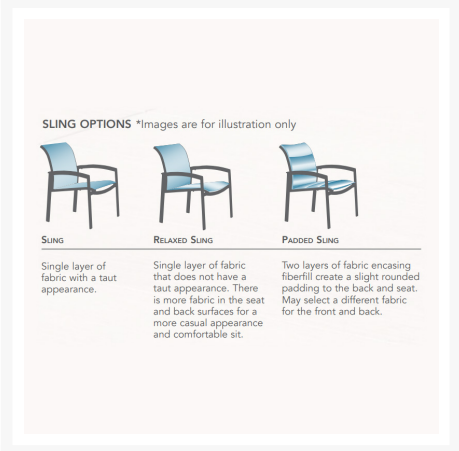 SLING OPTIONS *Images are for illustration only
SLING
Single layer of
fabric with a taut
appearance.
RELAXED SLING
Single layer of fabric
that does not have a
taut appearance. There
is more fabric in the seat
and back surfaces for a
more casual appearance
and comfortable sit.
PADDED SLING
Two layers of fabric encasing
fiberfill create a slight rounded
padding to the back and seat.
May select a different fabric
for the front and back.